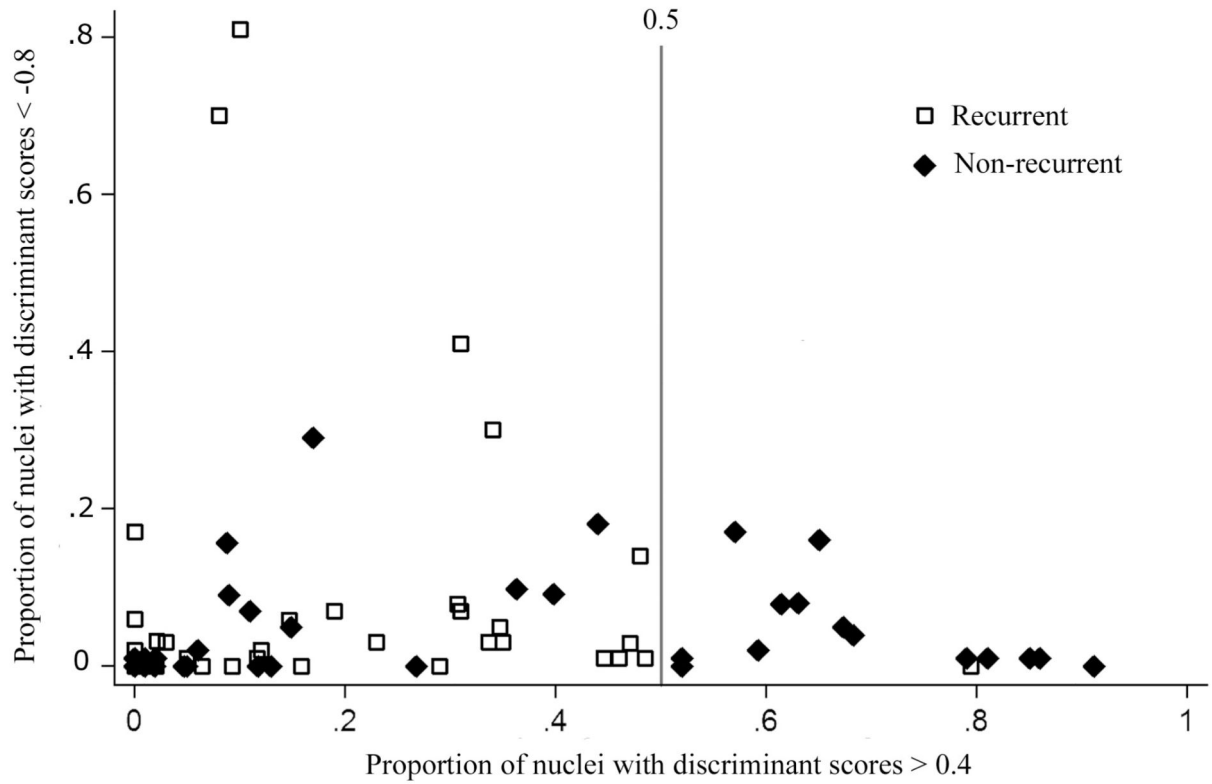 0.5
Recurrent
Non-recurrent
Proportion of nuclei with discriminant scores < -0.8
.8
.6
.4
.2
0
0 .2 .4 .6 .8 1
Proportion of nuclei with discriminant scores > 0.4